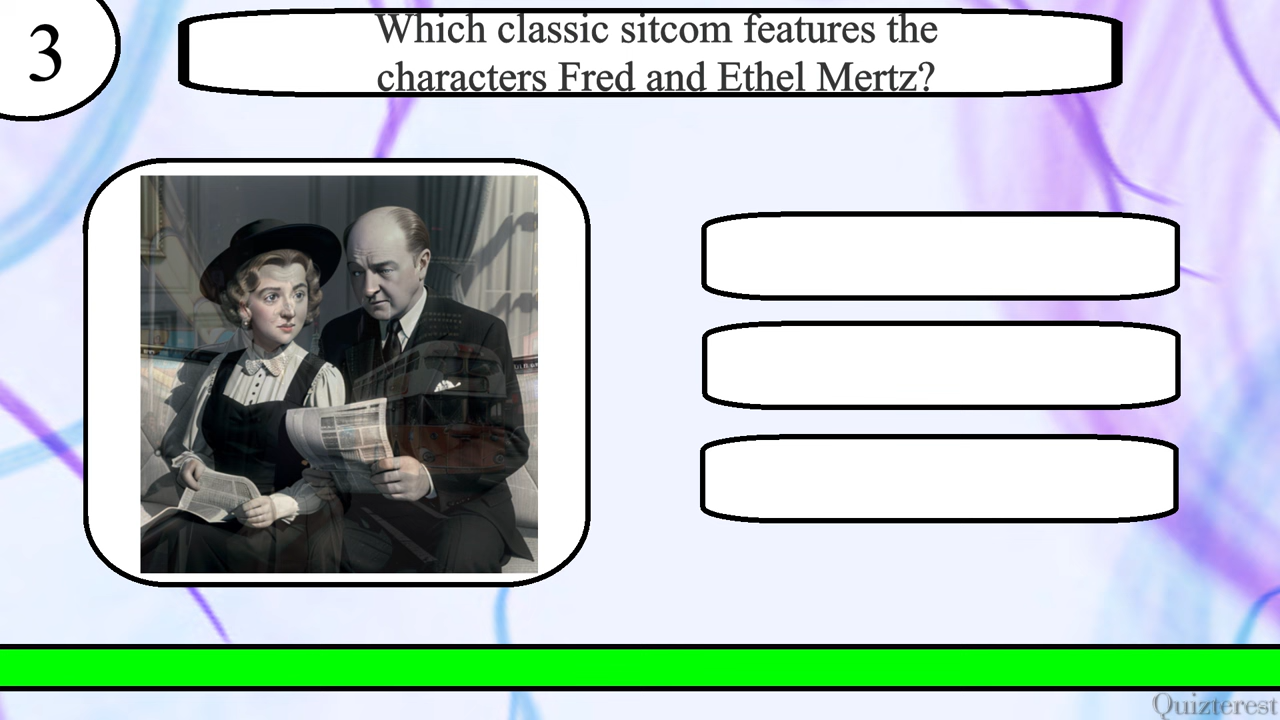 3
Which classic sitcom features the
characters Fred and Ethel Mertz?
Quizterest